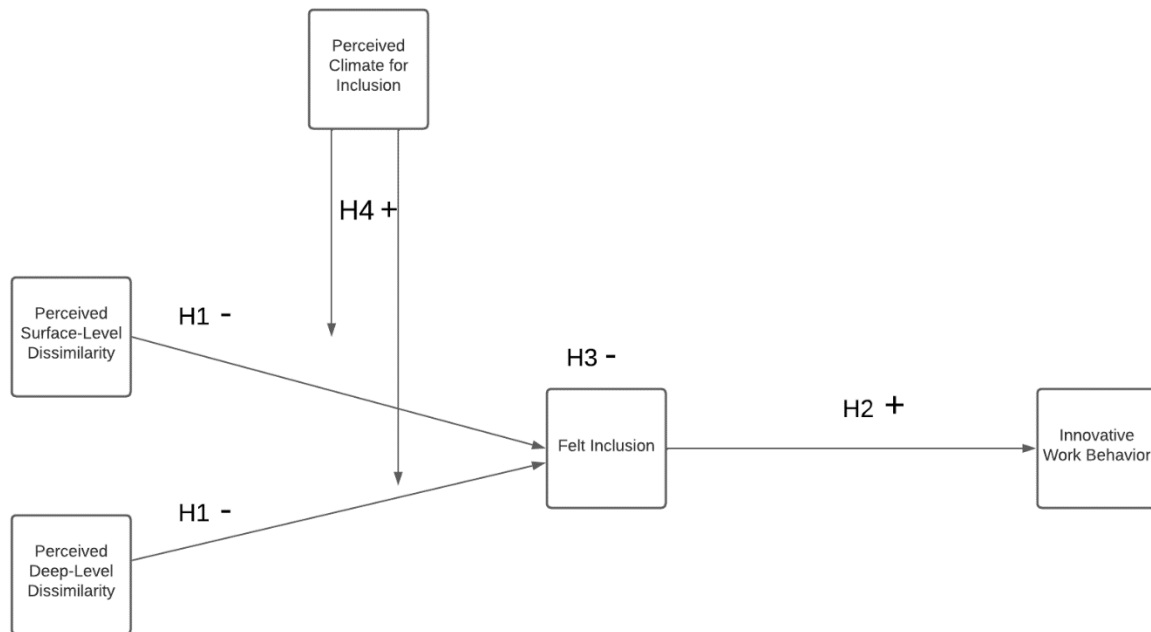 Perceived
Climate for
Inclusion
H4 +
Perceived
Surface-Level
Dissimilarity
H1 -
H3 -
Felt Inclusion
H2 +
Innovative
Work Behavior
H1 -
Perceived
Deep-Level
Dissimilarity